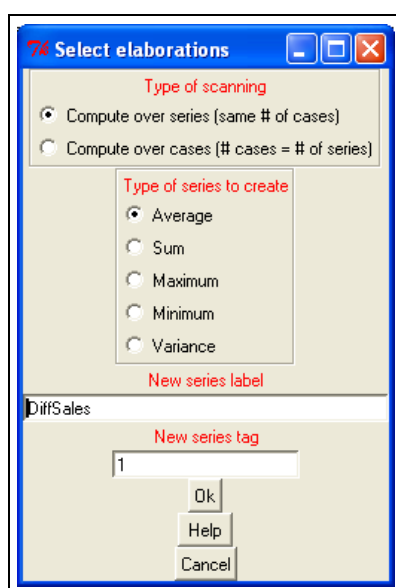 Select elaborations
Type of scanning
Compute over series (same # of cases)
Compute over cases (# cases = # of series)
Type of series to create
Average
Sum
Maximum
Minimum
Variance
New series label
DiffSales
New series tag
1
Ok
Help
Cancel